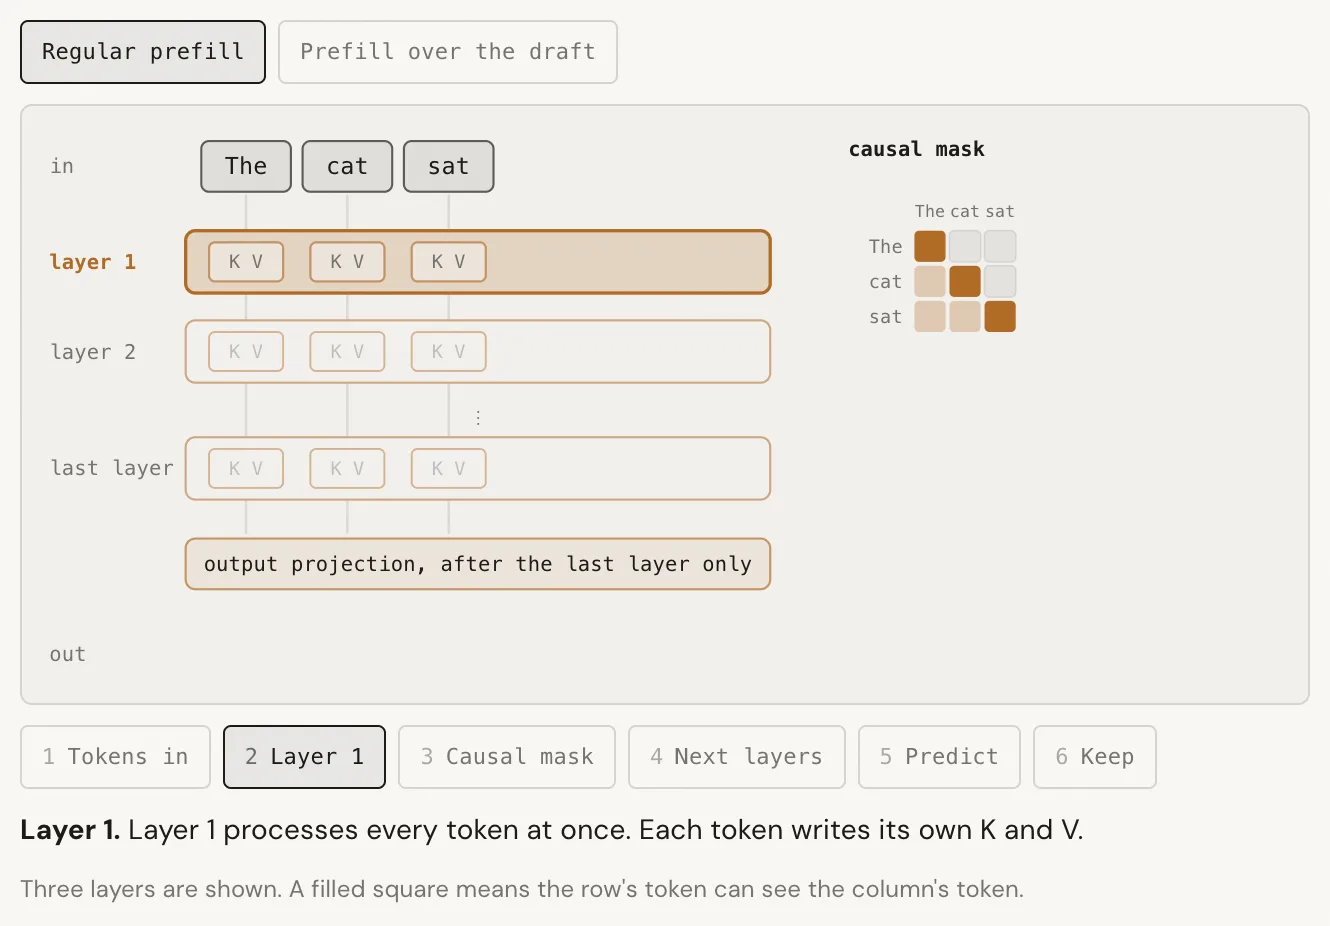 Regular prefill
Prefill over the draft
in
The cat sat
causal mask
The cat sat
The
cat
sat
layer 1
K V K V K V
layer 2
K V K V K V
⋮
last layer
K V K V K V
output projection, after the last layer only
out
1 Tokens in
2 Layer 1
3 Causal mask
4 Next layers
5 Predict
6 Keep
Layer 1. Layer 1 processes every token at once. Each token writes its own K and V.
Three layers are shown. A filled square means the row's token can see the column's token.